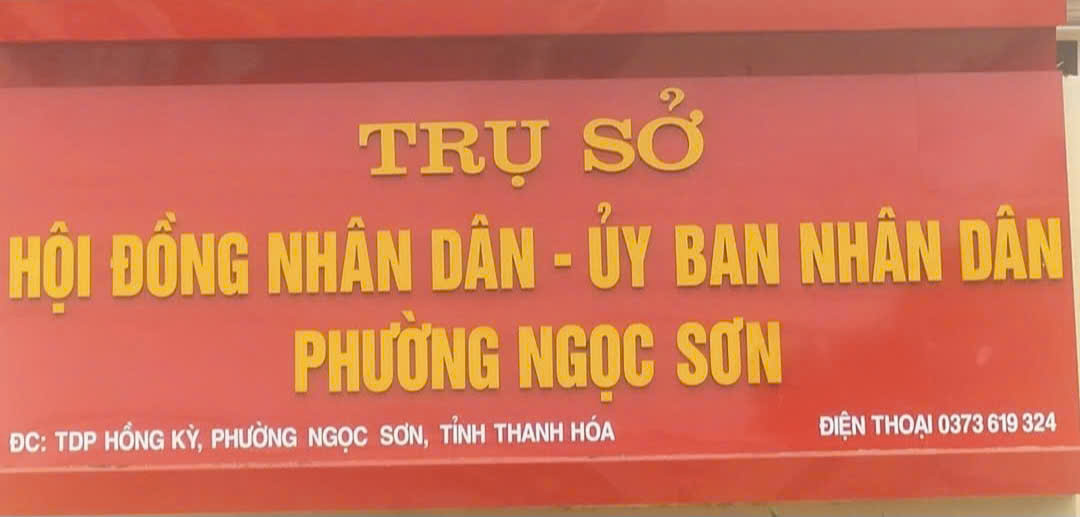 TRỤ SỞ
HỘI ĐỒNG NHÂN DÂN - ỦY BAN NHÂN DÂN
PHƯỜNG NGỌC SƠN
ĐC: TDP HỒNG KỲ, PHƯỜNG NGỌC SƠN, TỈNH THANH HÓA
ĐIỆN THOẠI 0373 619 324